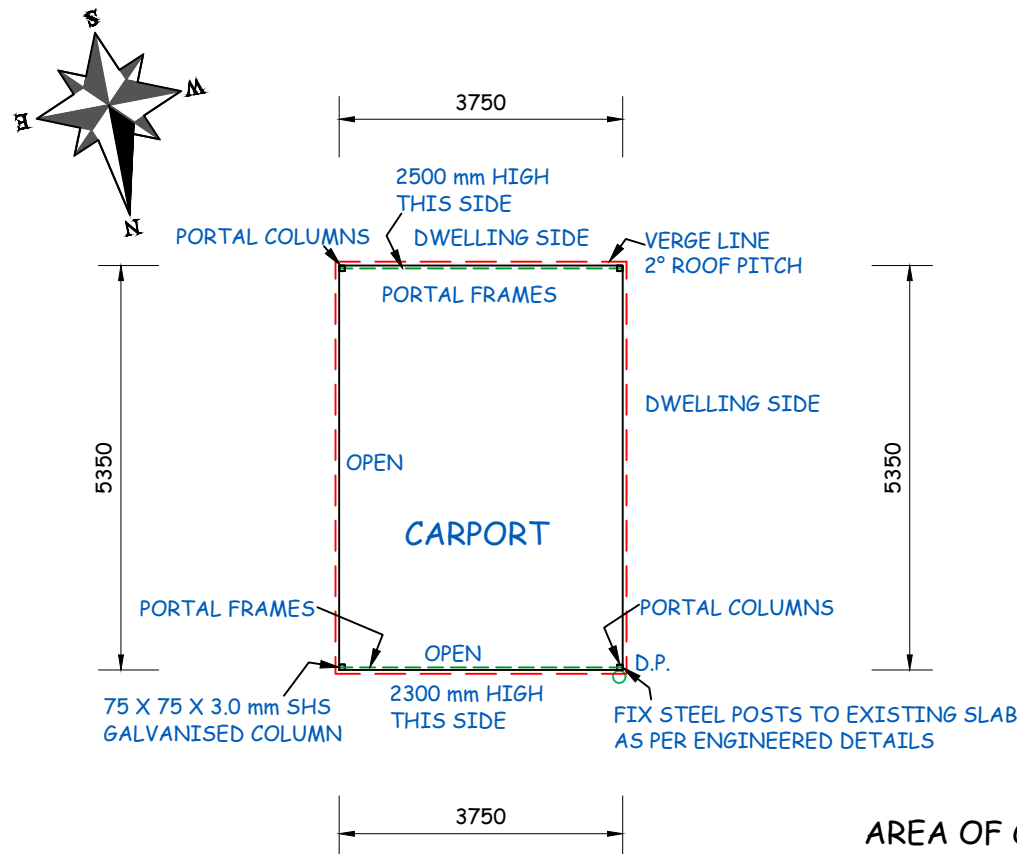 S
W
E
N
3750
2500 mm HIGH
THIS SIDE
PORTAL COLUMNS
DWELLING SIDE
VERGE LINE
2° ROOF PITCH
PORTAL FRAMES
5350
DWELLING SIDE
5350
OPEN
CARPORT
PORTAL FRAMES
PORTAL COLUMNS
OPEN
D.P.
75 X 75 X 3.0 mm SHS
GALVANISED COLUMN
2300 mm HIGH
THIS SIDE
FIX STEEL POSTS TO EXISTING SLAB
AS PER ENGINEERED DETAILS
3750
AREA OF